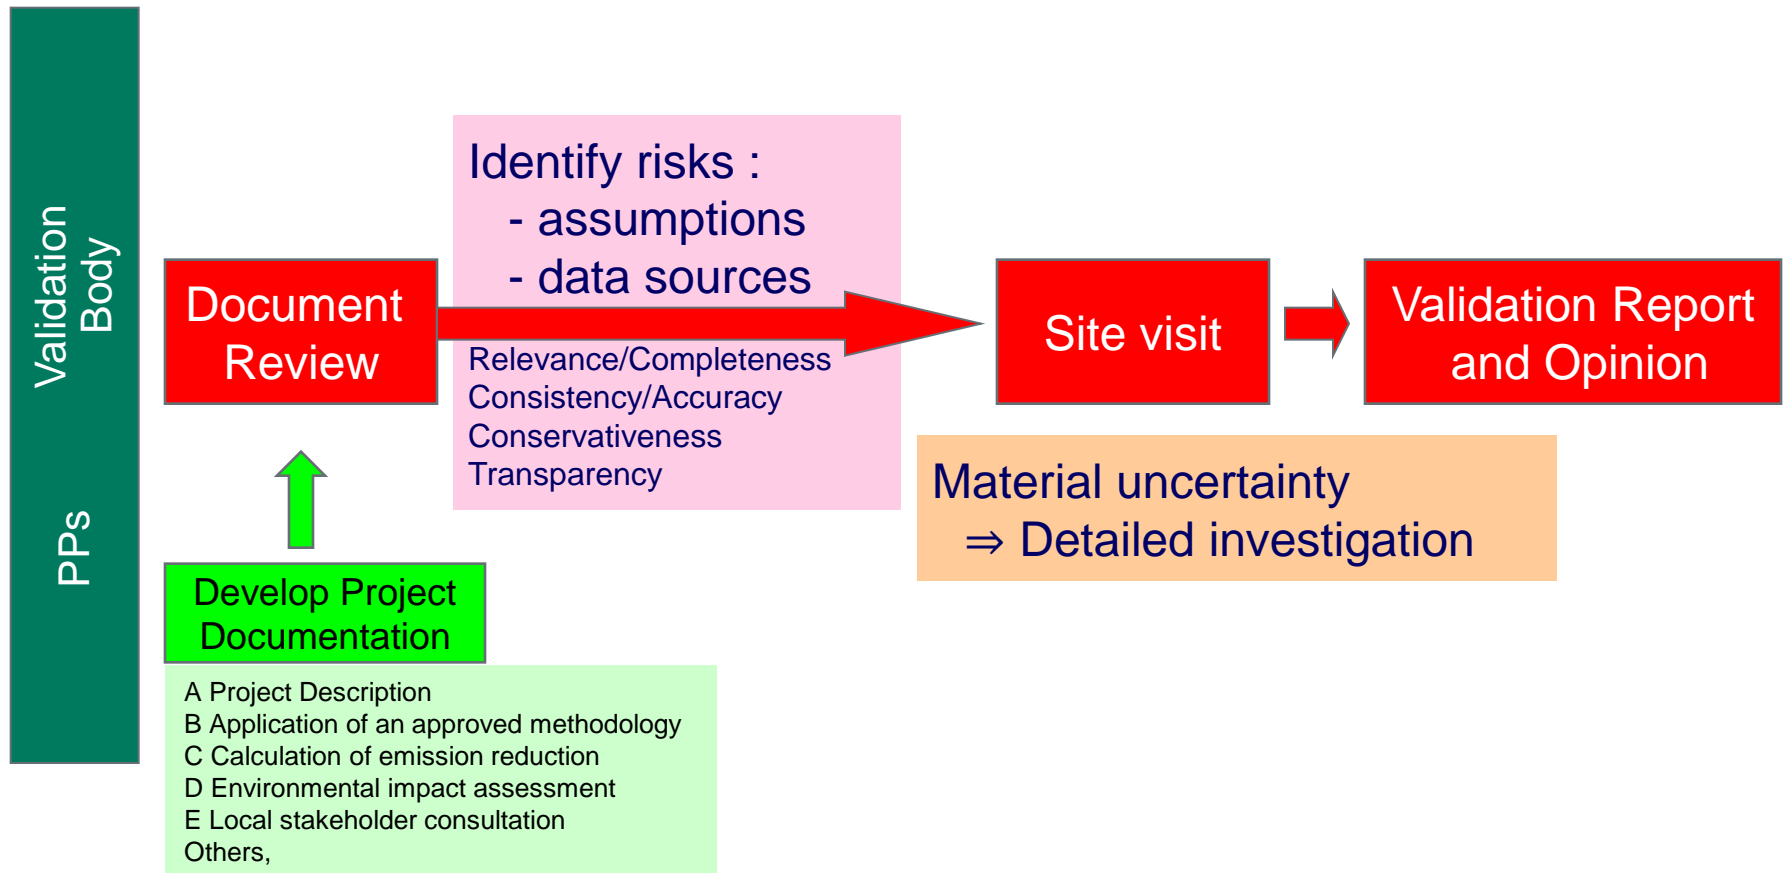 Validation
Body
PPs
Identify risks :
- assumptions
- data sources
Document
Review
Relevance/Completeness
Consistency/Accuracy
Conservativeness
Transparency
Site visit
Validation Report
and Opinion
Material uncertainty
⇒ Detailed investigation
Develop Project
Documentation
A Project Description
B Application of an approved methodology
C Calculation of emission reduction
D Environmental impact assessment
E Local stakeholder consultation
Others,